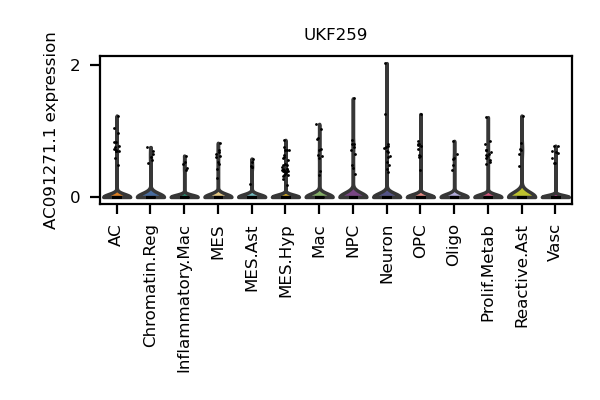 UKF259
AC091271.1 expression
2
0
AC
Chromatin.Reg
Inflammatory.Mac
MES
MES.Ast
MES.Hyp
Mac
NPC
Neuron
OPC
Oligo
Prolif.Metab
Reactive.Ast
Vasc